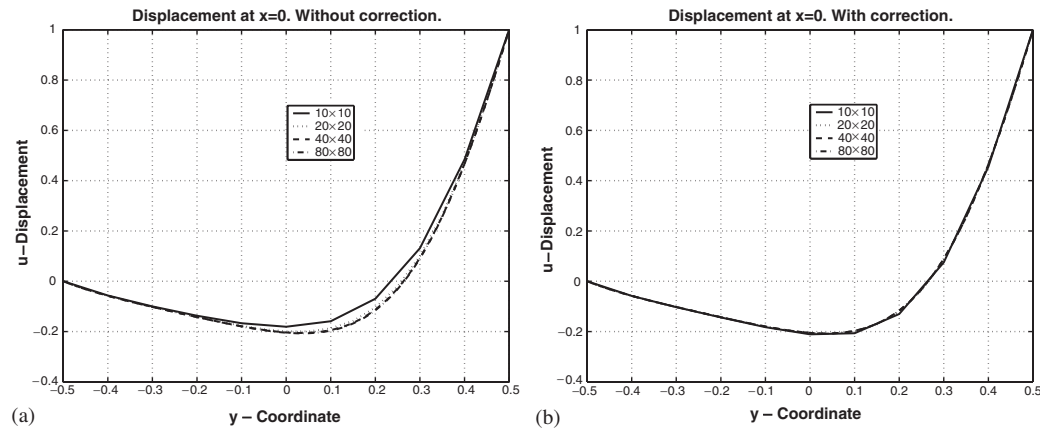 Displacement at x=0. Without correction.
1
0.8
0.6
0.4
0.2
0
−0.2
−0.4
u−Displacement
10×10
20×20
40×40
80×80
−0.5 −0.4 −0.3 −0.2 −0.1 0 0.1 0.2 0.3 0.4 0.5
y − Coordinate
(a)
Displacement at x=0. With correction.
1
0.8
0.6
0.4
0.2
0
−0.2
−0.4
u−Displacement
10×10
20×20
40×40
80×80
−0.5 −0.4 −0.3 −0.2 −0.1 0 0.1 0.2 0.3 0.4 0.5
y − Coordinate
(b)